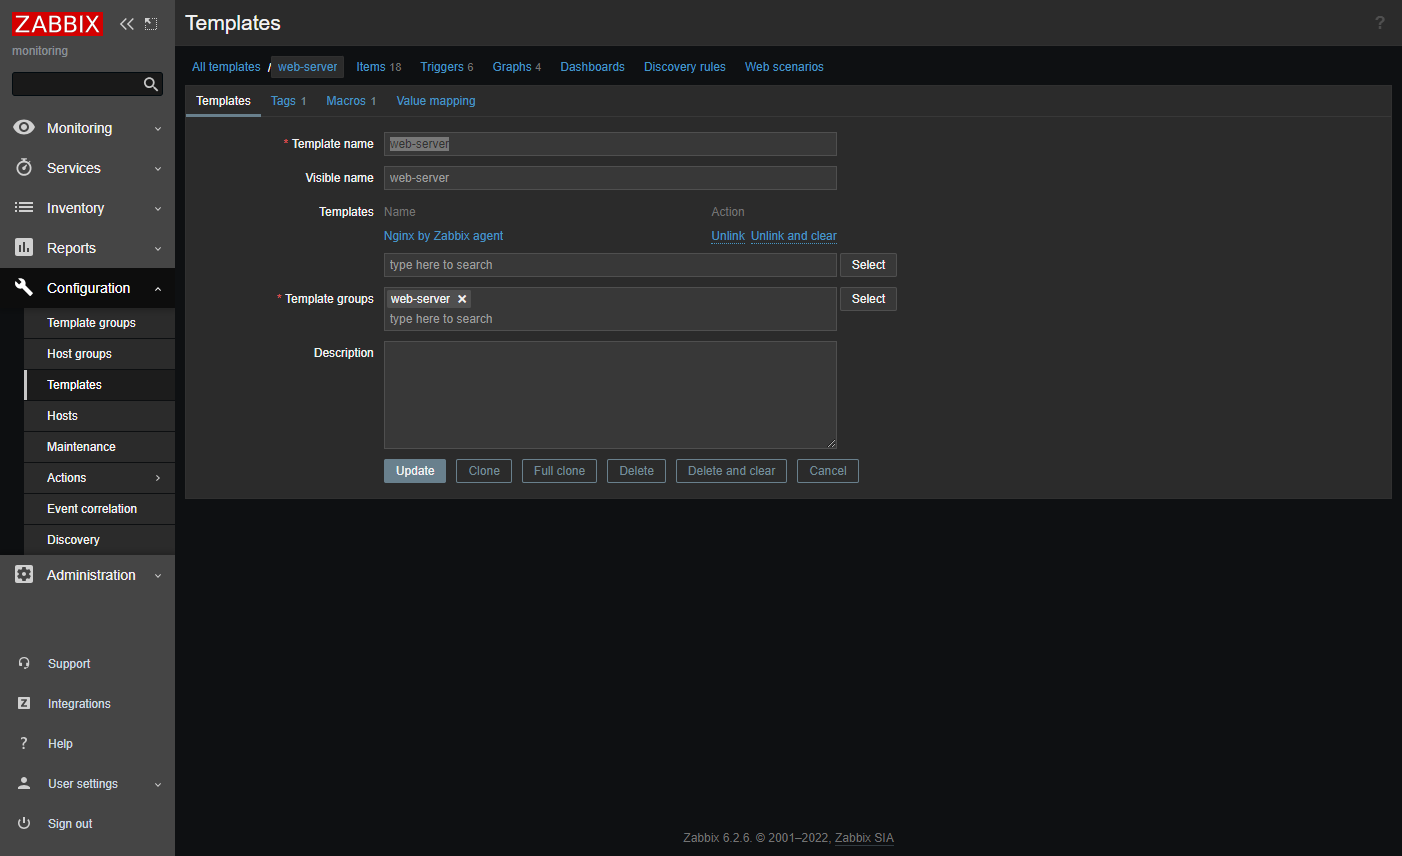 ZABBIX
monitoring
Monitoring
Services
Inventory
Reports
Configuration
Template groups
Host groups
Templates
Hosts
Maintenance
Actions
Event correlation
Discovery
Administration
Support
Integrations
Help
User settings
Sign out
Templates
?
All templates / web-server Items 18 Triggers 6 Graphs 4 Dashboards Discovery rules Web scenarios
Templates Tags 1 Macros 1 Value mapping
* Template name web-server
Visible name web-server
Templates Name Action
Nginx by Zabbix agent Unlink Unlink and clear
type here to search Select
* Template groups web-server Select
type here to search
Description
Update Clone Full clone Delete Delete and clear Cancel
Zabbix 6.2.6. © 2001–2022, Zabbix SIA